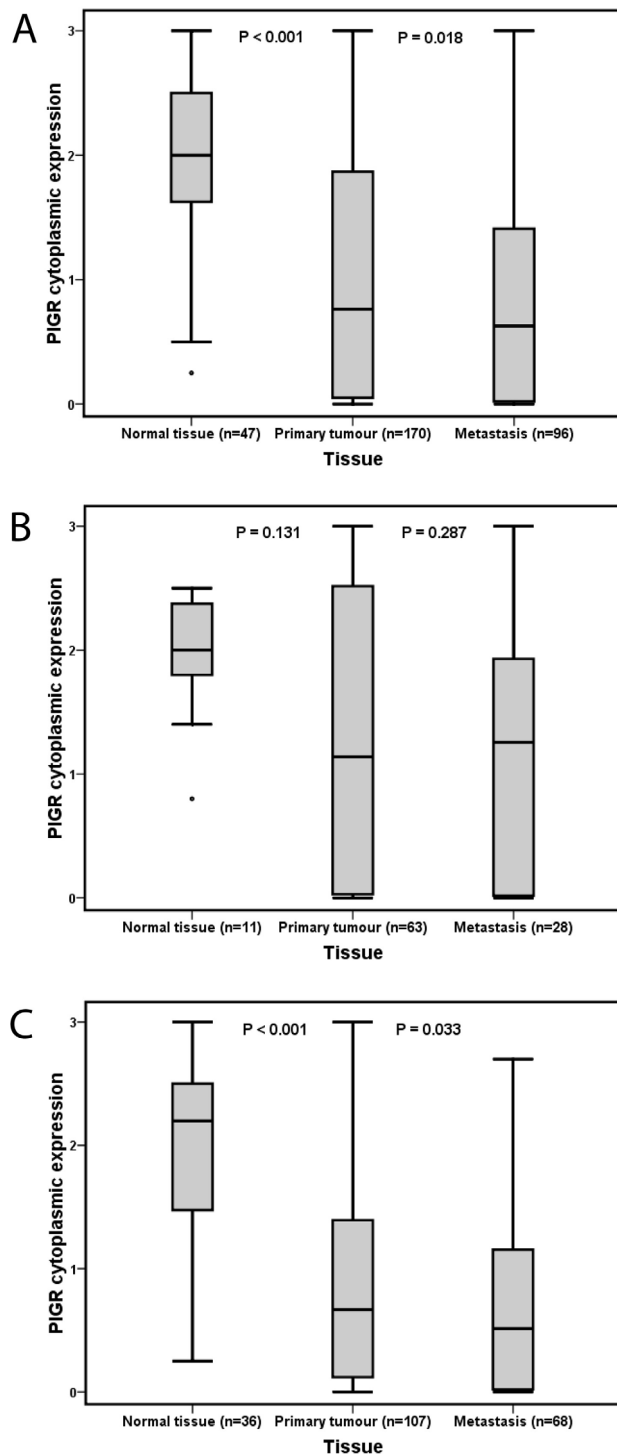 A
P < 0.001 P = 0.018
PIGR cytoplasmic expression
3
2
1
0
Normal tissue (n=47) Primary tumour (n=170) Metastasis (n=96)
Tissue
B
P = 0.131 P = 0.287
PIGR cytoplasmic expression
3
2
1
0
Normal tissue (n=11) Primary tumour (n=63) Metastasis (n=28)
Tissue
C
P < 0.001 P = 0.033
PIGR cytoplasmic expression
3
2
1
0
Normal tissue (n=36) Primary tumour (n=107) Metastasis (n=68)
Tissue